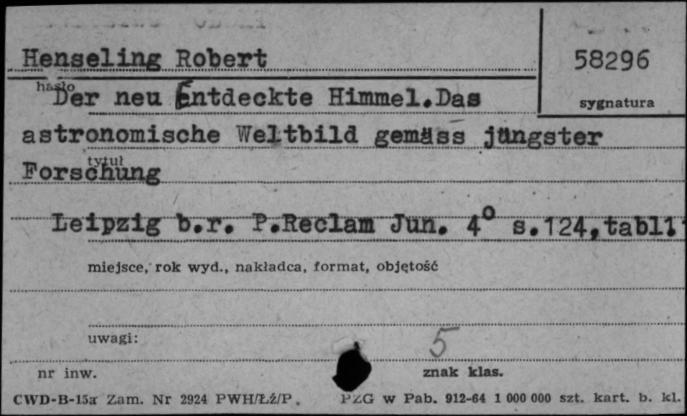 Henseling Robert
58296
hasło
Der neu Entdeckte Himmel.Das
sygnatura
astronomische Weltbild gemäss jüngster
tytuł
Forschung
Leipzig b.r. P.Reclam Jun. 4° s.124,tabl11
miejsce, rok wyd., nakładca, format, objętość
uwagi:
5
nr inw.
znak klas.
CWD-B-15a Zam. Nr 2924 PWH/Łż/P. PZG w Pab. 912-64 1 000 000 szt. kart. b. kl.